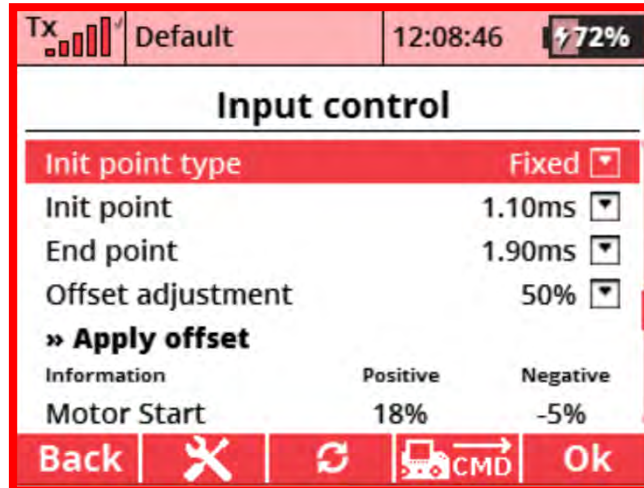 Tx Default 12:08:46 72%
Input control
Init point type Fixed
Init point 1.10ms
End point 1.90ms
Offset adjustment 50%
» Apply offset
Information Positive Negative
Motor Start 18% -5%
Back CMD Ok